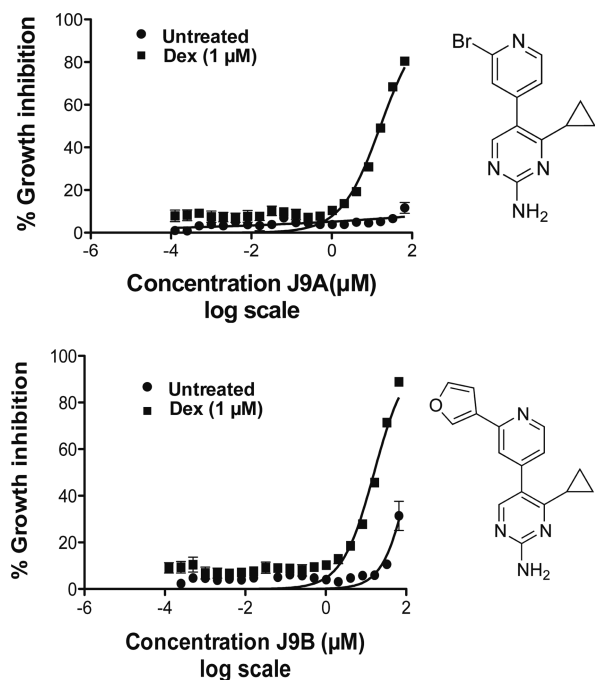 100
80
60
40
20
0
% Growth inhibition
Untreated
Dex (1 µM)
-6 -4 -2 0 2
Concentration J9A(µM)
log scale
Br N
N N
NH2
100
80
60
40
20
0
% Growth inhibition
Untreated
Dex (1 µM)
-6 -4 -2 0 2
Concentration J9B (µM)
log scale
O N
N N
NH2